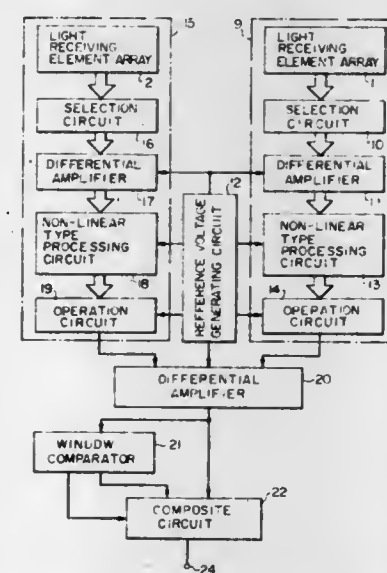 15
9
LIGHT
RECEIVING
ELEMENT ARRAY
2
LIGHT
RECEIVING
ELEMENT ARRAY
1
SELECTION
CIRCUIT
16
SELECTION
CIRCUIT
10
DIFFERENTIAL
AMPLIFIER
17
12
DIFFERENTIAL
AMPLIFIER
11
NON-LINEAR
TYPE
PROCESSING
CIRCUIT
18
REFFERENCE VOLTAGE
GENERATING CIRCUIT
NON-LINEAR
TYPE
PROCESSING
CIRCUIT
13
19
OPERATION
CIRCUIT
14
OPERATION
CIRCUIT
DIFFERENTIAL
AMPLIFIER
20
WINDOW
COMPARATOR
21
COMPOSITE
CIRCUIT
22
24